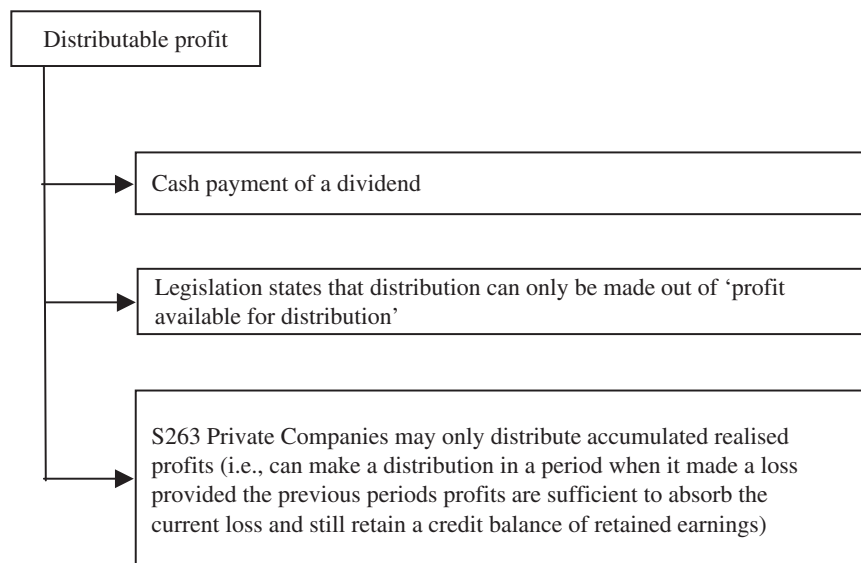 Distributable profit
Cash payment of a dividend
Legislation states that distribution can only be made out of ‘profit
available for distribution’
S263 Private Companies may only distribute accumulated realised
profits (i.e., can make a distribution in a period when it made a loss
provided the previous periods profits are sufficient to absorb the
current loss and still retain a credit balance of retained earnings)